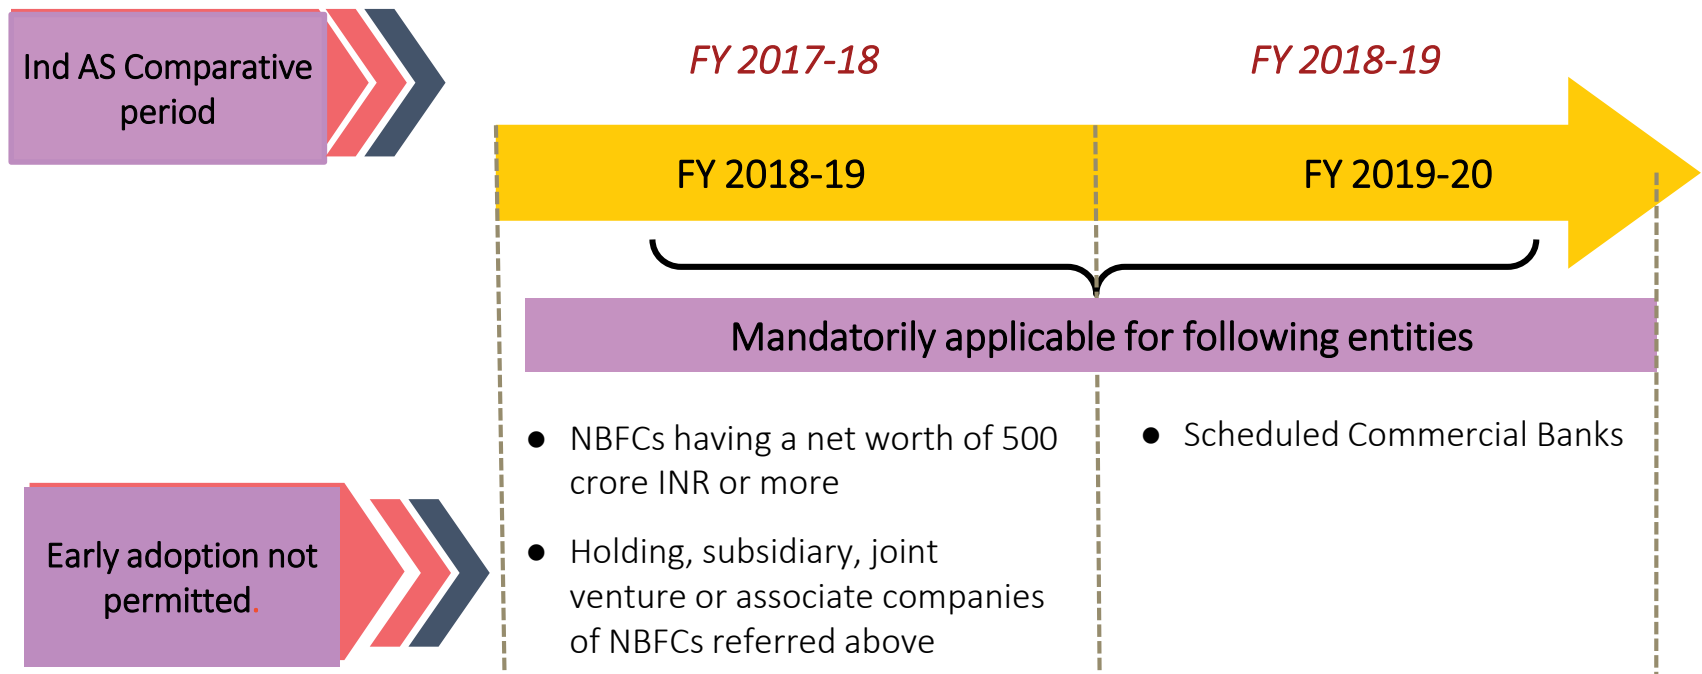 Ind AS Comparative
period
FY 2017-18
FY 2018-19
FY 2018-19
FY 2019-20
Mandatorily applicable for following entities
● NBFCs having a net worth of 500
crore INR or more
● Holding, subsidiary, joint
venture or associate companies
of NBFCs referred above
● Scheduled Commercial Banks
Early adoption not
permitted.